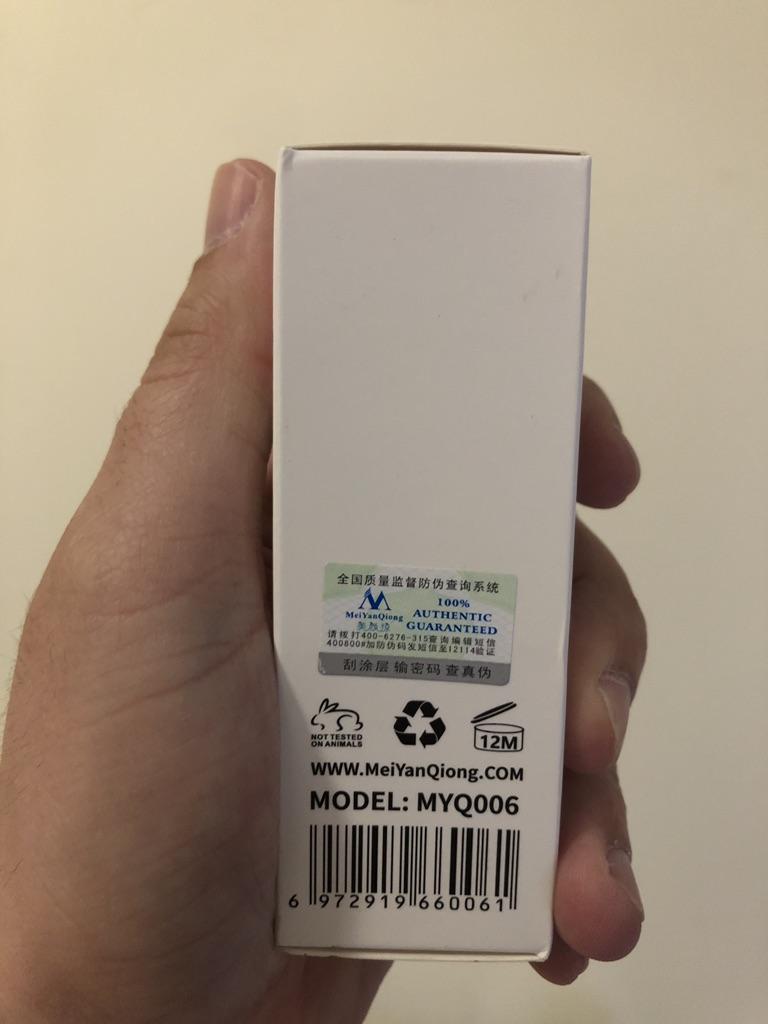 全国质量监督防伪查询系统
MeiYanQiong
100%
AUTHENTIC
GUARANTEED
请拨打400-6276-315查询编辑短信
400800#加防伪码发短信至12114验证
刮涂层 输密码 查真伪
NOT TESTED
ON ANIMALS
12M
WWW.MeiYanQiong.COM
MODEL: MYQ006
6 972919 660061